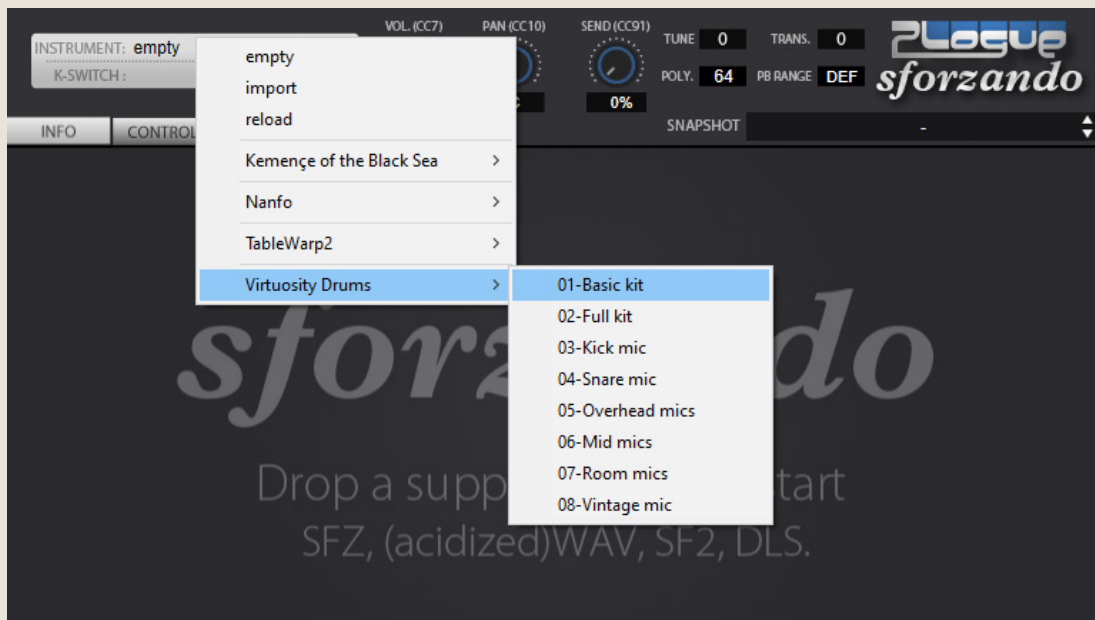 VOL. (CC7) PAN (CC10) SEND (CC91)
INSTRUMENT: empty
K-SWITCH :
TUNE 0 TRANS. 0
POLY. 64 PB RANGE DEF
0%
Plogue
sforzando
SNAPSHOT -
INFO CONTROL
empty
import
reload
Kemençe of the Black Sea
Nanfo
TableWarp2
Virtuosity Drums
01-Basic kit
02-Full kit
03-Kick mic
04-Snare mic
05-Overhead mics
06-Mid mics
07-Room mics
08-Vintage mic
Drop a
SFZ, (acidized)WAV, SF2, DLS.